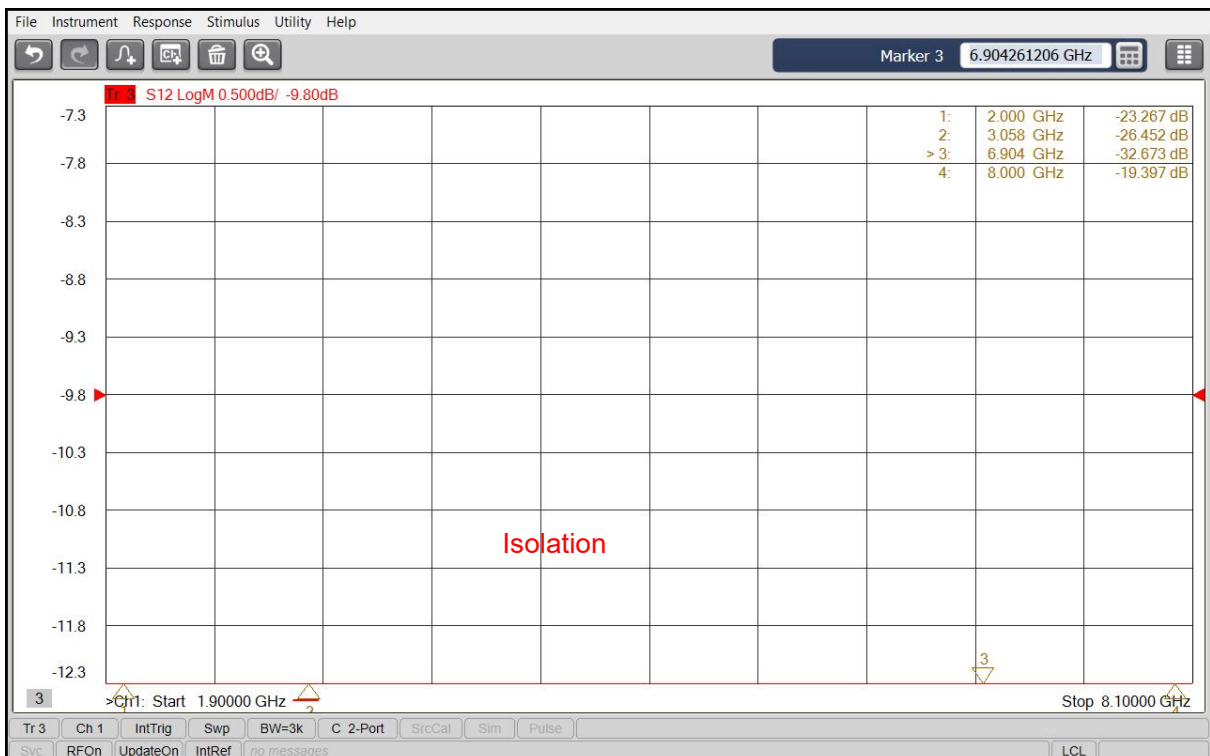 File Instrument Response Stimulus Utility Help
Marker 3 6.904261206 GHz
Tr 3 S12 LogM 0.500dB/ -9.80dB
-7.3
-7.8
-8.3
-8.8
-9.3
-9.8
-10.3
-10.8
-11.3
-11.8
-12.3
1: 2.000 GHz -23.267 dB
2: 3.058 GHz -26.452 dB
> 3: 6.904 GHz -32.673 dB
4: 8.000 GHz -19.397 dB
Isolation
3
1
2
4
3 >Ch1: Start 1.90000 GHz Stop 8.10000 GHz
Tr 3 Ch 1 IntTrig Swp BW=3k C 2-Port SrcCal Sim Pulse
Svc RFOn UpdateOn IntRef no messages LCL